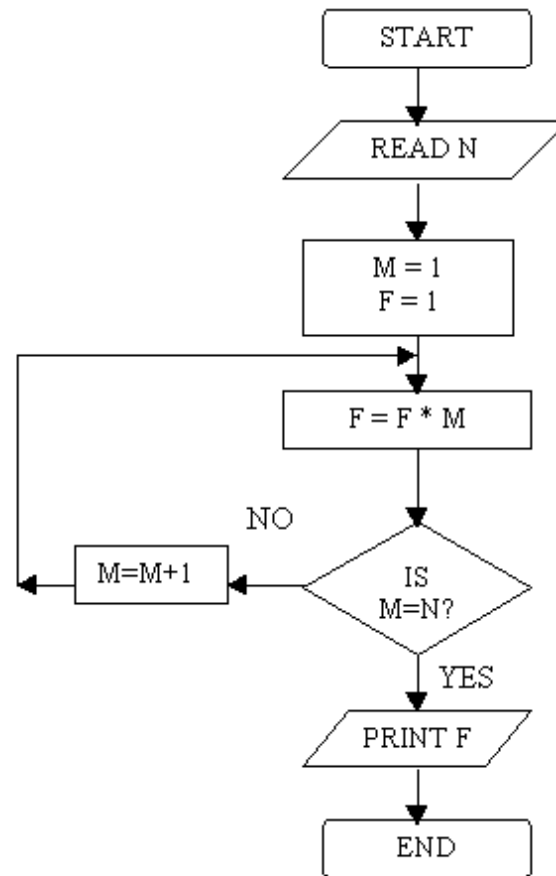 START
READ N
M = 1
F = 1
F = F * M
NO
M=M+1
IS
M=N?
YES
PRINT F
END